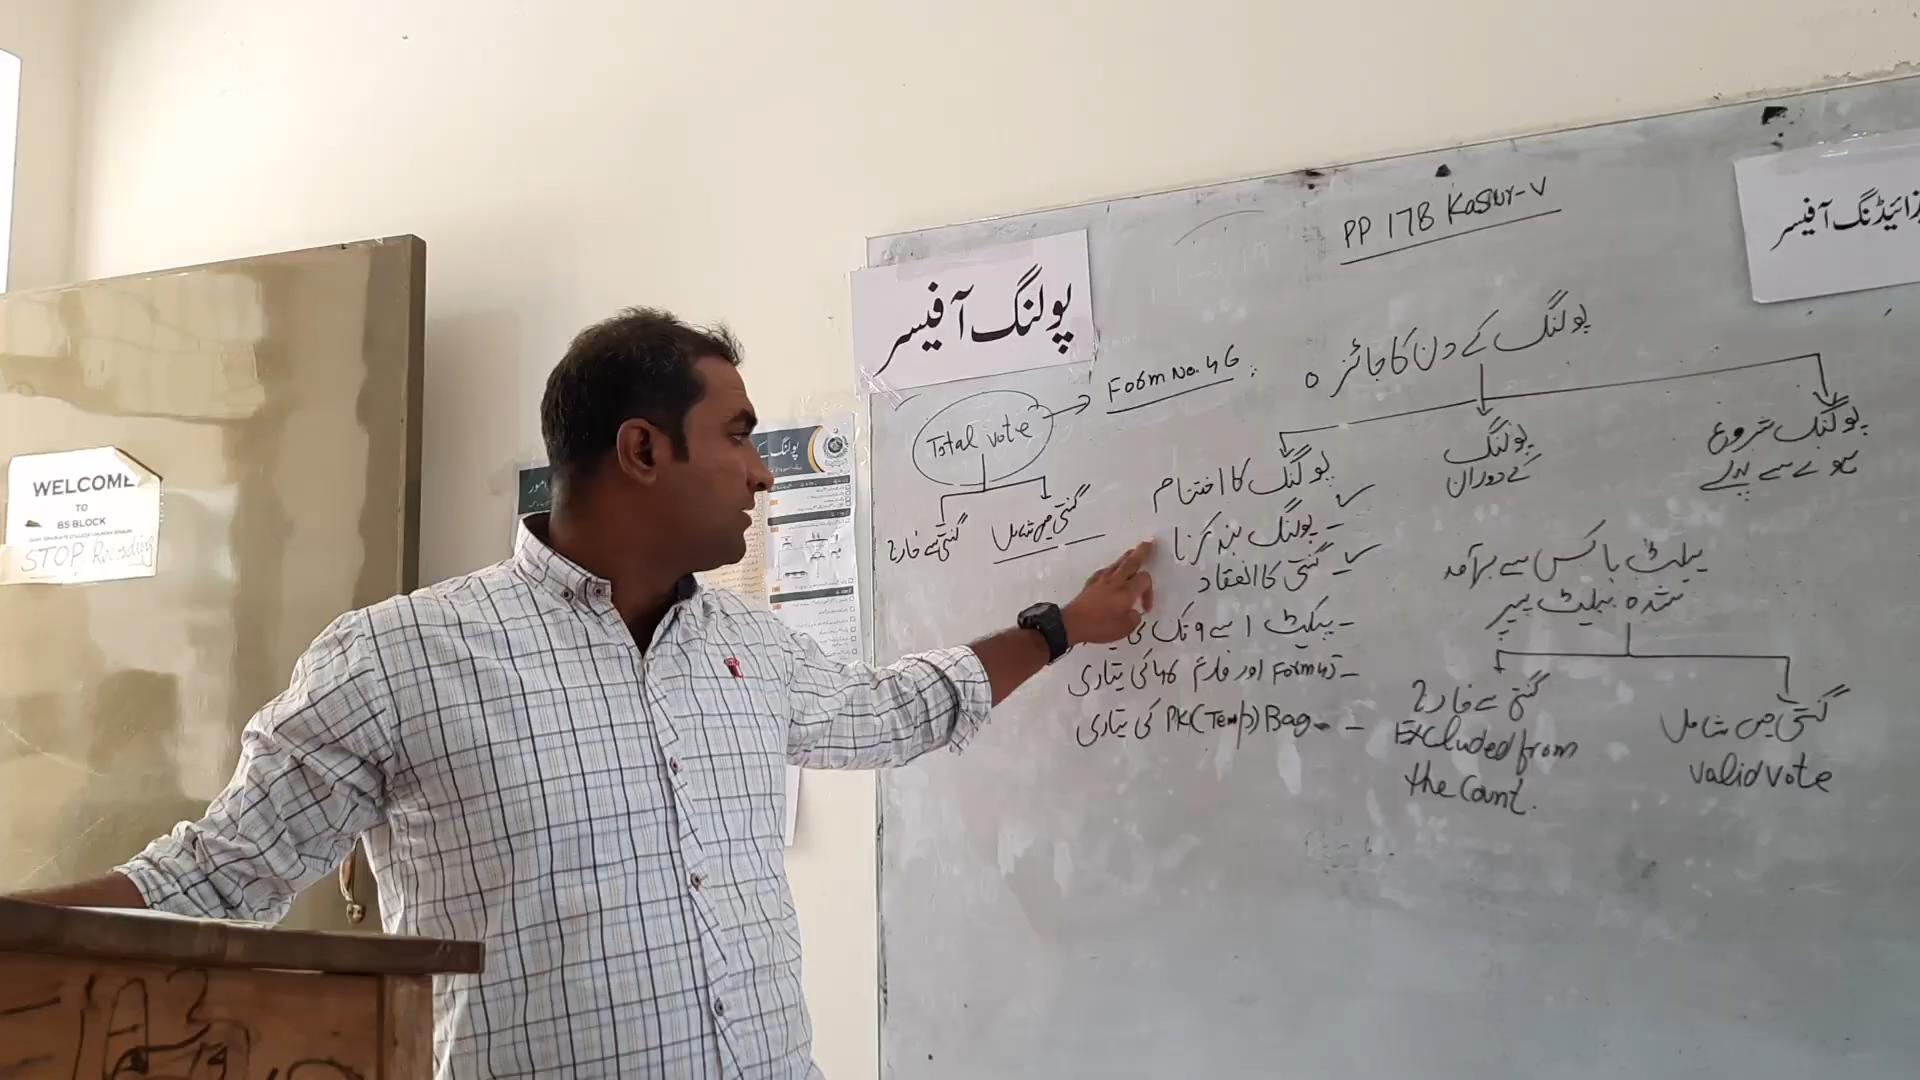 PP 178 Kasur-V
پولنگ آفیسر
زائیڈنگ آفیسر
پولنگ کے دن کا جائزہ
Form No. 46
Total vote
گنتی میں شامل
گنتی سے خارج
پولنگ شروع
ہونے سے پہلے
پولنگ
کے دوران
پولنگ کا اختتام
پولنگ بند کرنا
گنتی کا انعقاد
پیکٹ 1 سے 9 تک کی
Form 45 اور فارم 46 کی تیاری
PK (Temp) Bag کی تیاری
بیلٹ باکس سے برآمد
شدہ بیلٹ پیپر
گنتی میں شامل
valid vote
گنتی سے خارج
Excluded from
the Count.
پولنگ کے
امور
WELCOME
TO
BS BLOCK
STOP Recording